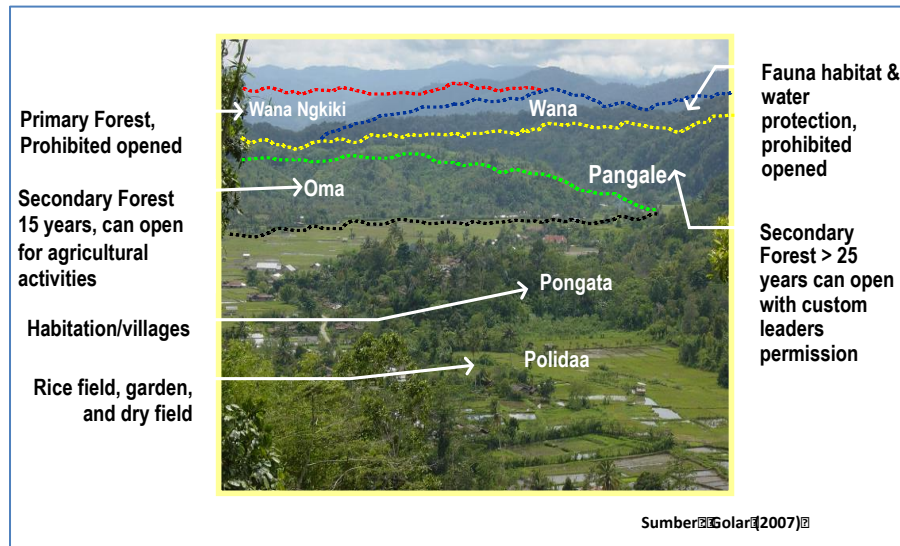 Primary Forest,
Prohibited opened
Secondary Forest
15 years, can open
for agricultural
activities
Habitation/villages
Rice field, garden,
and dry field
Wana Ngkiki
Wana
Oma
Pangale
Pongata
Polidaa
Fauna habitat &
water
protection,
prohibited
opened
Secondary
Forest > 25
years can open
with custom
leaders
permission
Sumber⍰⍰Golar⍰(2007)⍰